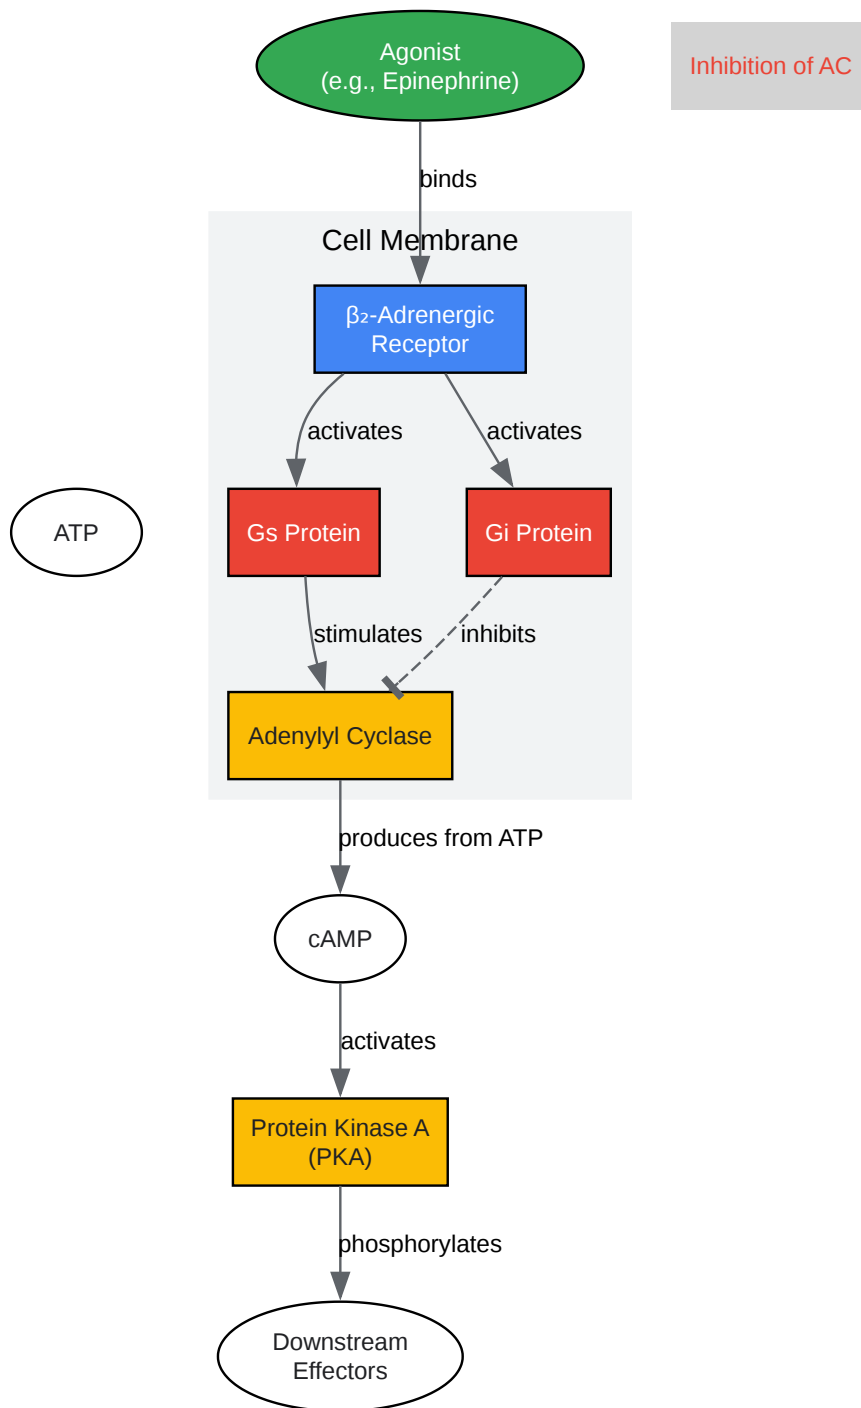 Agonist
(e.g., Epinephrine)
Inhibition of AC
binds
Cell Membrane
β₂-Adrenergic
Receptor
activates
activates
ATP
Gs Protein
Gi Protein
stimulates
inhibits
Adenylyl Cyclase
produces from ATP
cAMP
activates
Protein Kinase A
(PKA)
phosphorylates
Downstream
Effectors